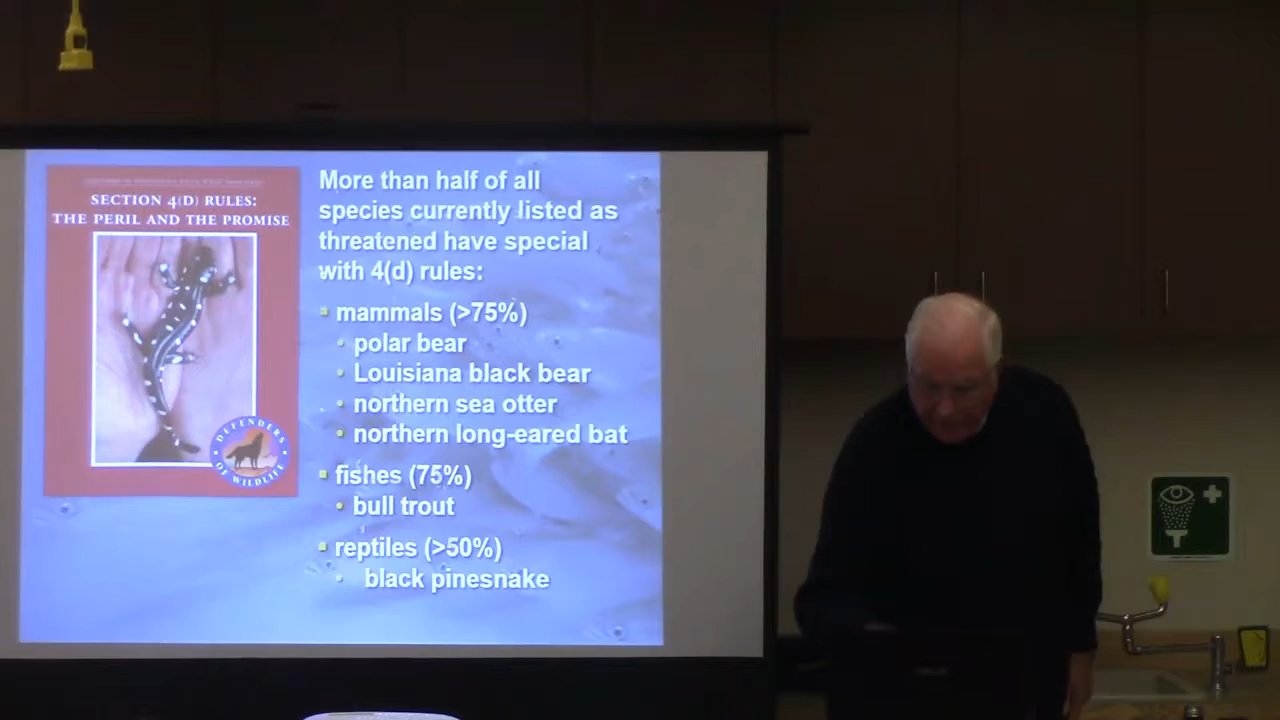 SECTION 4(D) RULES:
THE PERIL AND THE PROMISE
DEFENDERS
OF WILDLIFE
More than half of all
species currently listed as
threatened have special
with 4(d) rules:
mammals (>75%)
polar bear
Louisiana black bear
northern sea otter
northern long-eared bat
fishes (75%)
bull trout
reptiles (>50%)
black pinesnake